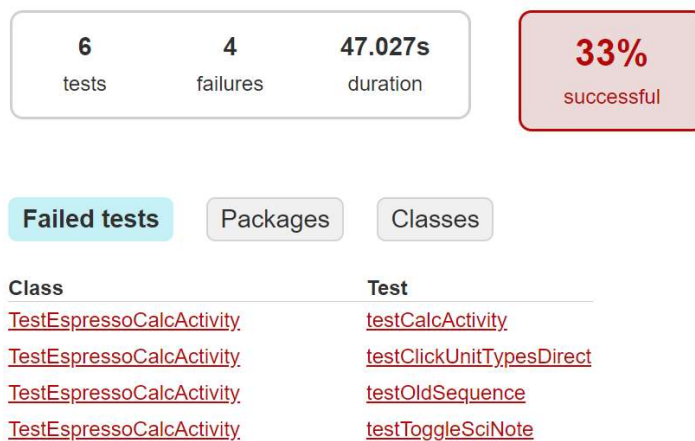 6 4 47.027s 33%
tests failures duration successful
Failed tests Packages Classes
Class Test
TestEspressoCalcActivity testCalcActivity
TestEspressoCalcActivity testClickUnitTypesDirect
TestEspressoCalcActivity testOldSequence
TestEspressoCalcActivity testToggleSciNote